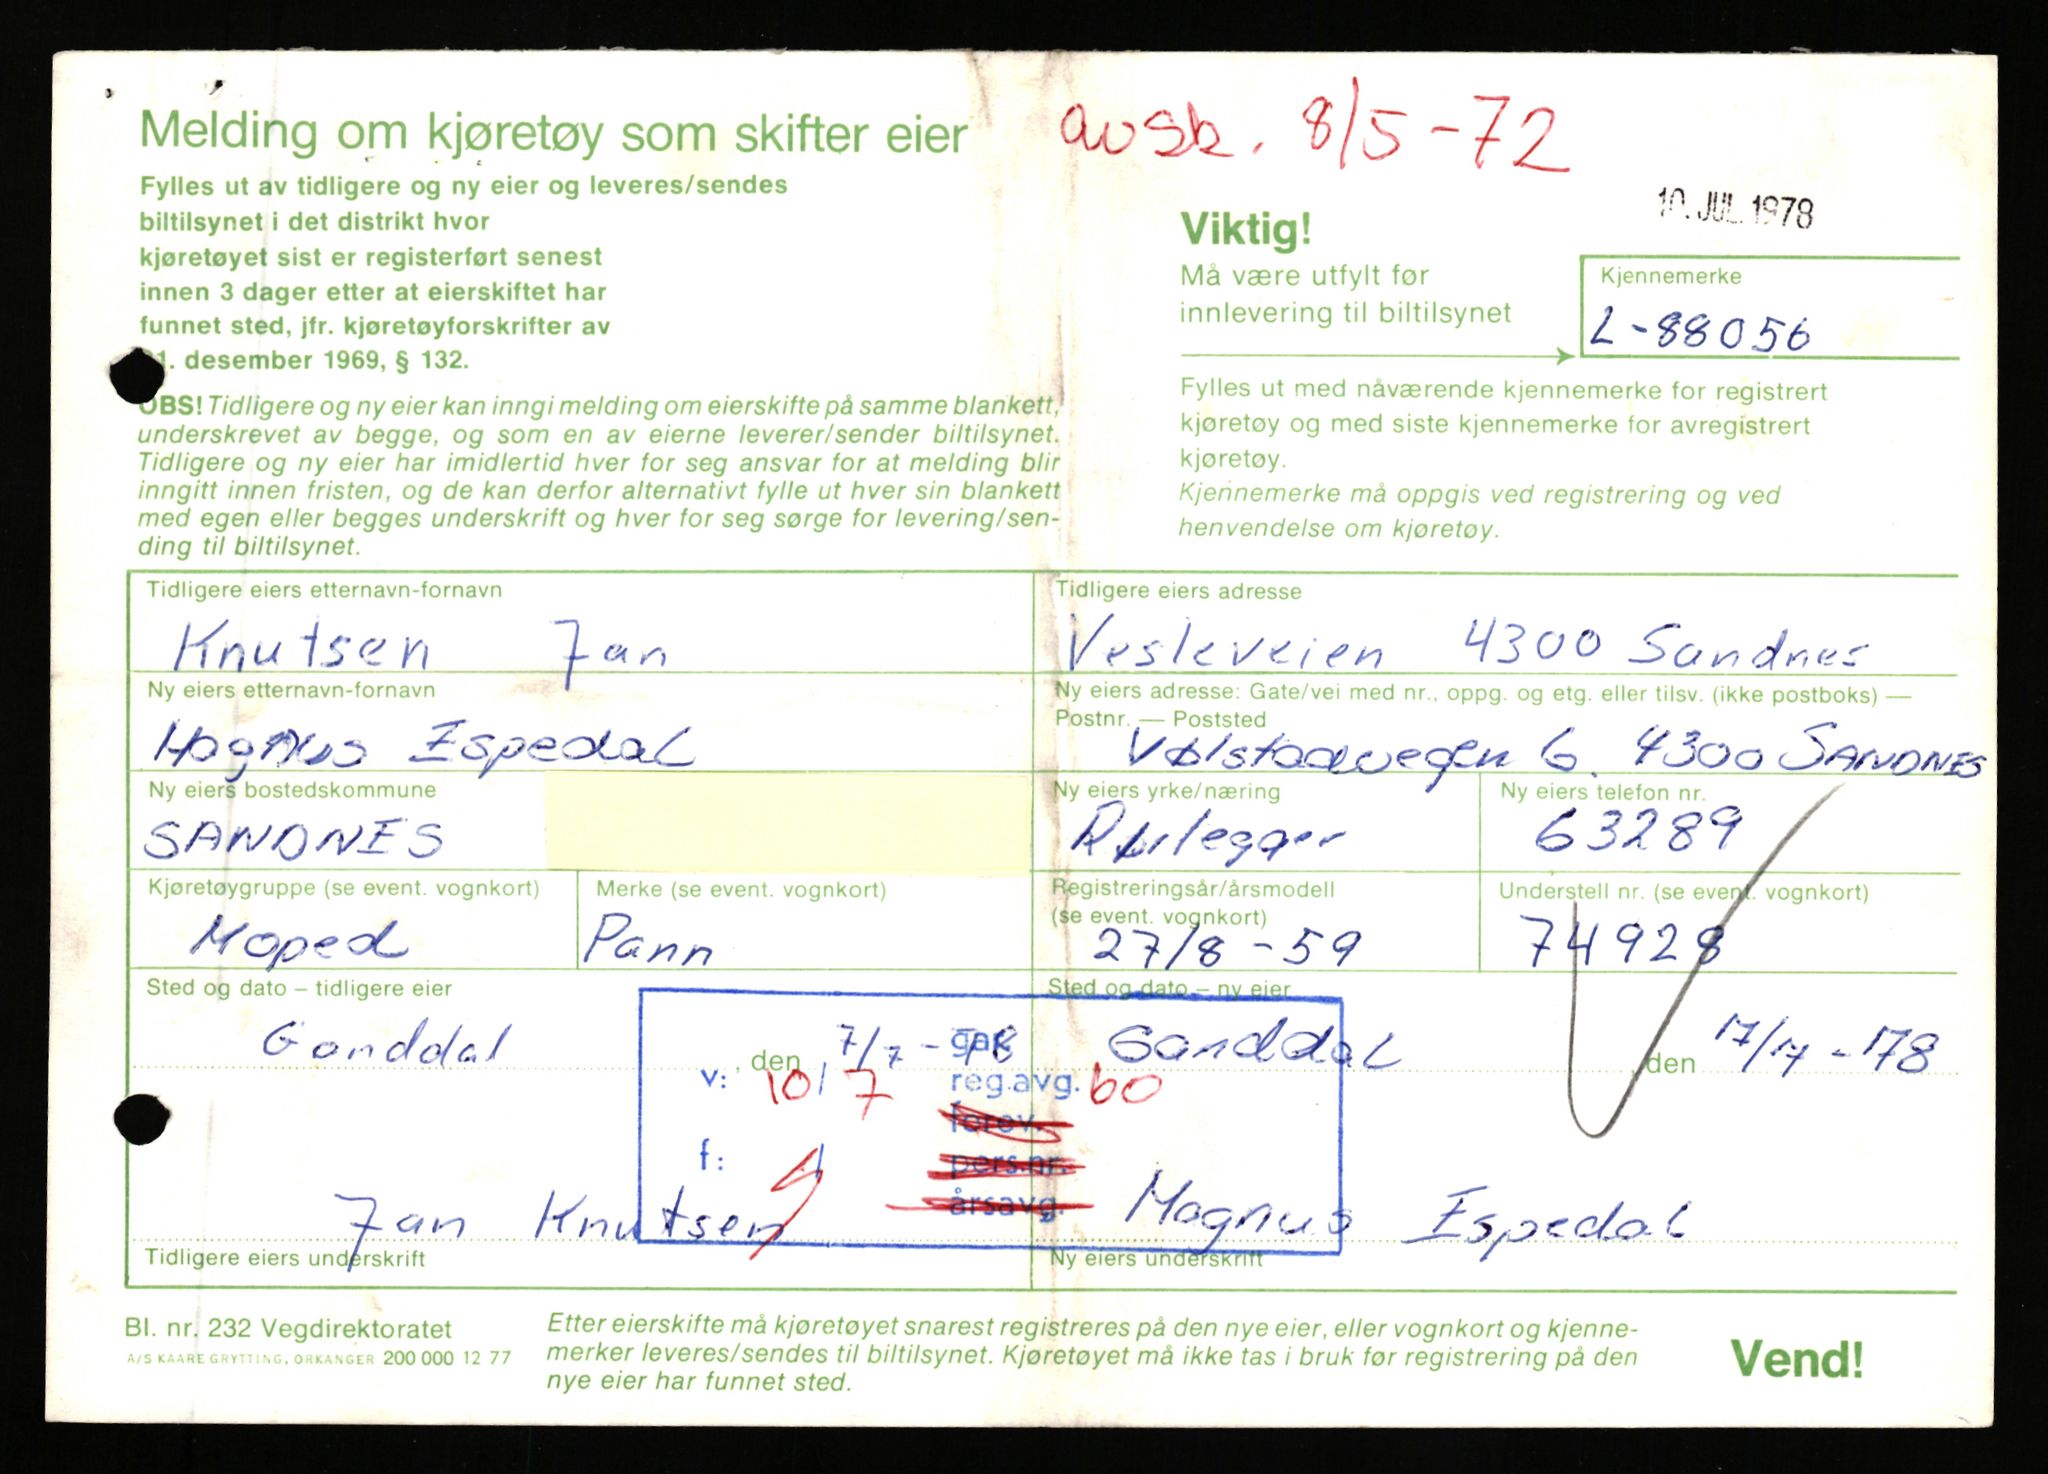 Melding om kjøretøy som skifter eier
avsk. 8/5-72
Fylles ut av tidligere og ny eier og leveres/sendes
biltilsynet i det distrikt hvor
kjøretøyet sist er registerført senest
innen 3 dager etter at eierskiftet har
funnet sted, jfr. kjøretøyforskrifter av
1. desember 1969, § 132.
10. JUL. 1978
Viktig!
Må være utfylt før
innlevering til biltilsynet
Kjennemerke
L-88056
Fylles ut med nåværende kjennemerke for registrert
kjøretøy og med siste kjennemerke for avregistrert
kjøretøy.
Kjennemerke må oppgis ved registrering og ved
henvendelse om kjøretøy.
OBS! Tidligere og ny eier kan inngi melding om eierskifte på samme blankett,
underskrevet av begge, og som en av eierne leverer/sender biltilsynet.
Tidligere og ny eier har imidlertid hver for seg ansvar for at melding blir
inngitt innen fristen, og de kan derfor alternativt fylle ut hver sin blankett
med egen eller begges underskrift og hver for seg sørge for levering/sen-
ding til biltilsynet.
Tidligere eiers etternavn-fornavn
Knutsen Jan
Tidligere eiers adresse
Vesleveien 4300 Sandnes
Ny eiers etternavn-fornavn
Magnus Espedal
Ny eiers adresse: Gate/vei med nr., oppg. og etg. eller tilsv. (ikke postboks) —
Postnr. — Poststed
6. 4300 SANDNES
Ny eiers bostedskommune
SANDNES
Ny eiers yrke/næring
Rørlegger
Ny eiers telefon nr.
63289
Kjøretøygruppe (se event. vognkort)
Moped
Merke (se event. vognkort)
Pann
Registreringsår/årsmodell
(se event. vognkort)
27/8-59
Understell nr. (se event. vognkort)
74928
Sted og dato – tidligere eier
Ganddal , den 7/7-78
Sted og dato – ny eier
Ganddal , den 17/17-178
v: 10/7
gar.
reg.avg. 60
forev.
f: /
pers.nr.
årsavg.
Jan Knutsen
Tidligere eiers underskrift
Magnus Espedal
Ny eiers underskrift
Bl. nr. 232 Vegdirektoratet
A/S KAARE GRYTTING, ORKANGER 200 000 12 77
Etter eierskifte må kjøretøyet snarest registreres på den nye eier, eller vognkort og kjenne-
merker leveres/sendes til biltilsynet. Kjøretøyet må ikke tas i bruk før registrering på den
nye eier har funnet sted.
Vend!